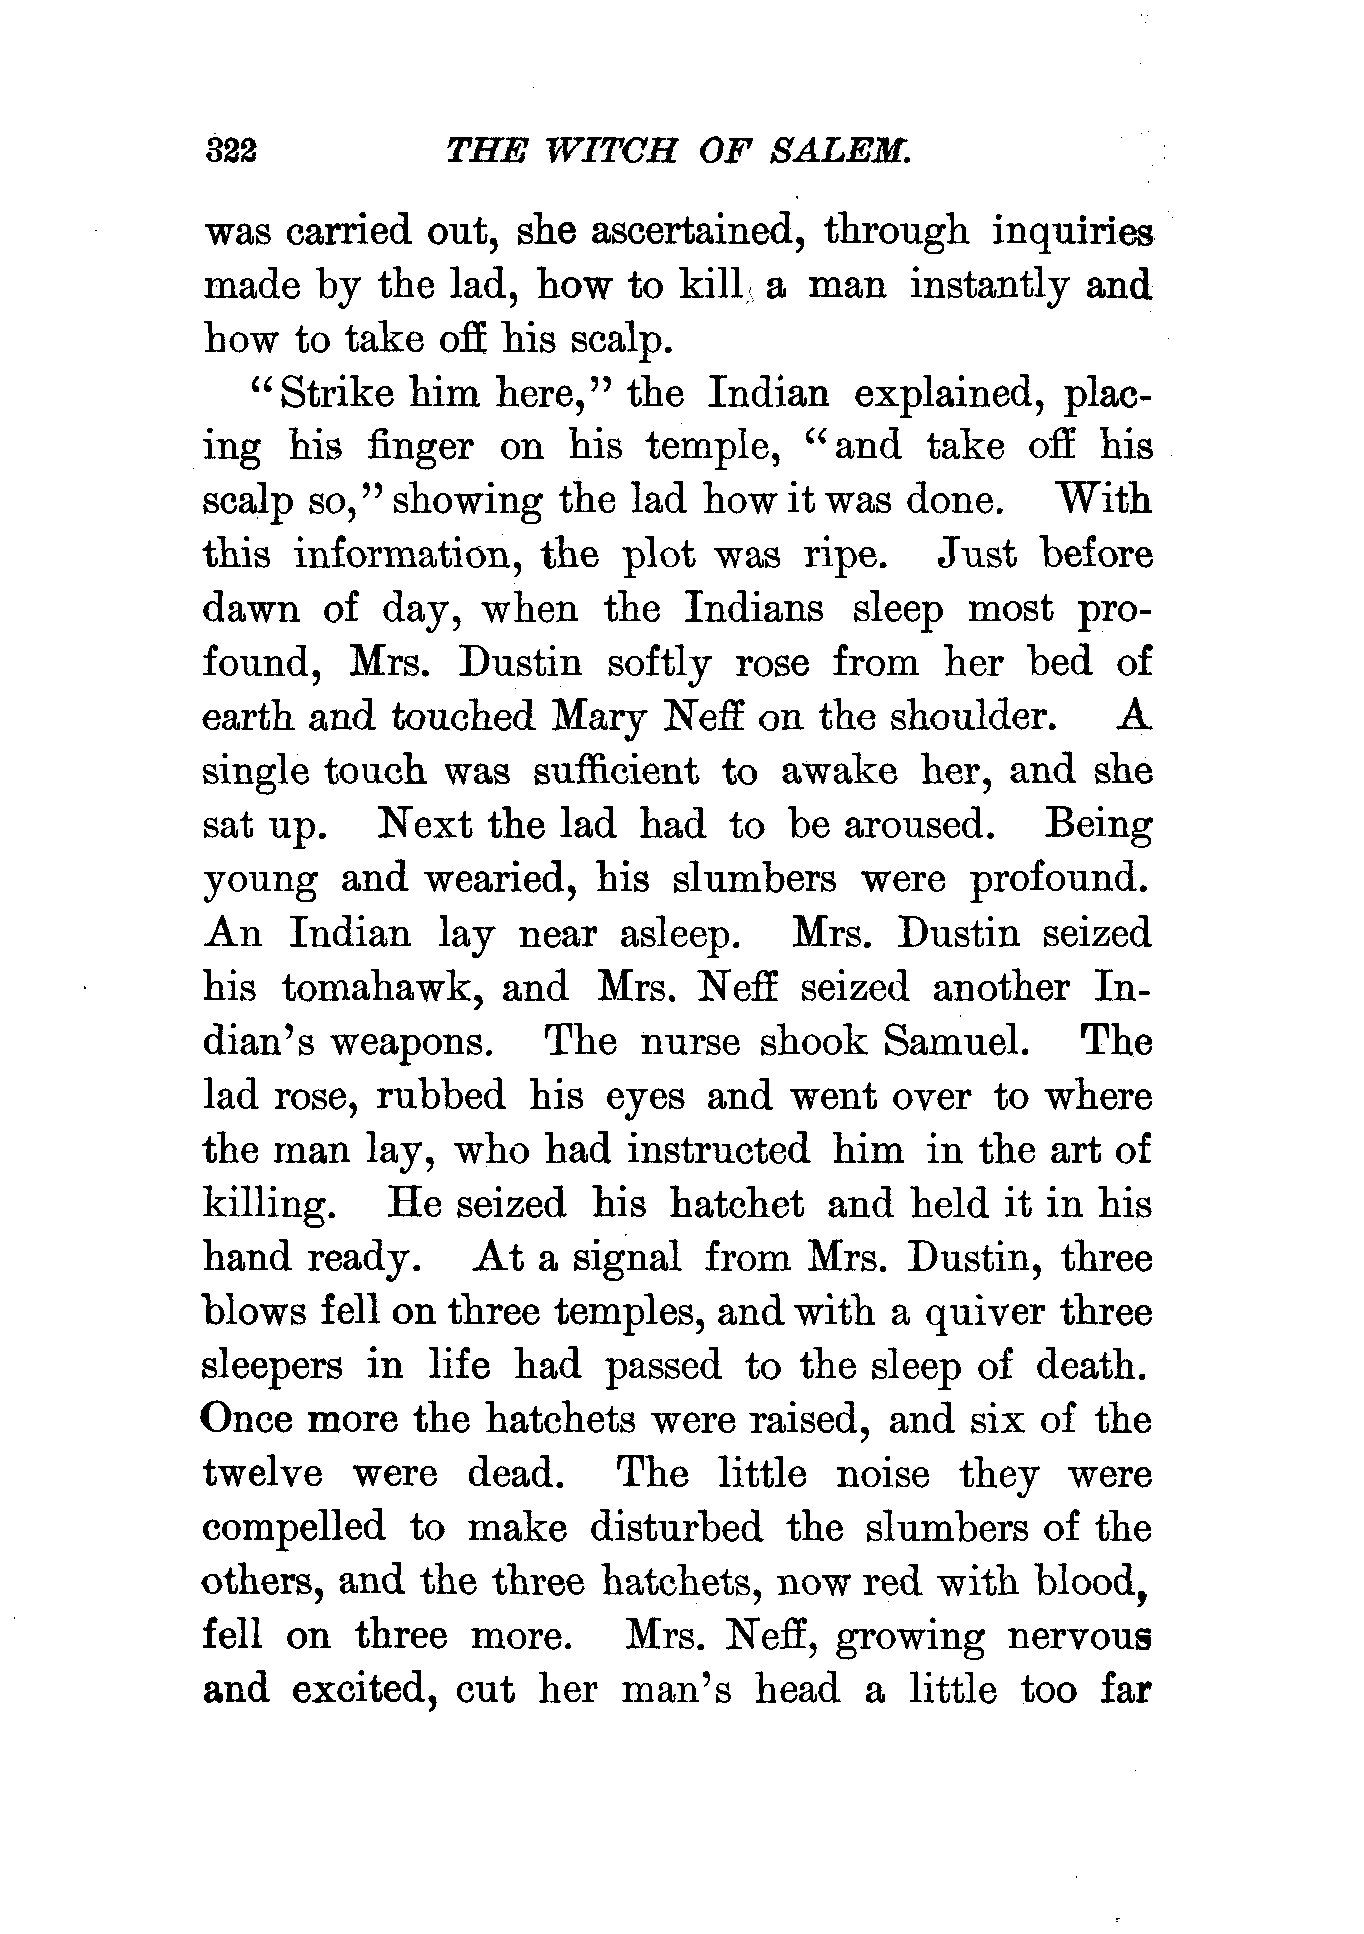 322 THE WITCH OF SALEM.
was carried out, she ascertained, through inquiries
made by the lad, how to kill a man instantly and
how to take off his scalp.
“Strike him here,” the Indian explained, plac-
ing his finger on his temple, “and take off his
scalp so,” showing the lad how it was done. With
this information, the plot was ripe. Just before
dawn of day, when the Indians sleep most pro-
found, Mrs. Dustin softly rose from her bed of
earth and touched Mary Neff on the shoulder. A
single touch was sufficient to awake her, and she
sat up. Next the lad had to be aroused. Being
young and wearied, his slumbers were profound.
An Indian lay near asleep. Mrs. Dustin seized
his tomahawk, and Mrs. Neff seized another In-
dian’s weapons. The nurse shook Samuel. The
lad rose, rubbed his eyes and went over to where
the man lay, who had instructed him in the art of
killing. He seized his hatchet and held it in his
hand ready. At a signal from Mrs. Dustin, three
blows fell on three temples, and with a quiver three
sleepers in life had passed to the sleep of death.
Once more the hatchets were raised, and six of the
twelve were dead. The little noise they were
compelled to make disturbed the slumbers of the
others, and the three hatchets, now red with blood,
fell on three more. Mrs. Neff, growing nervous
and excited, cut her man’s head a little too far